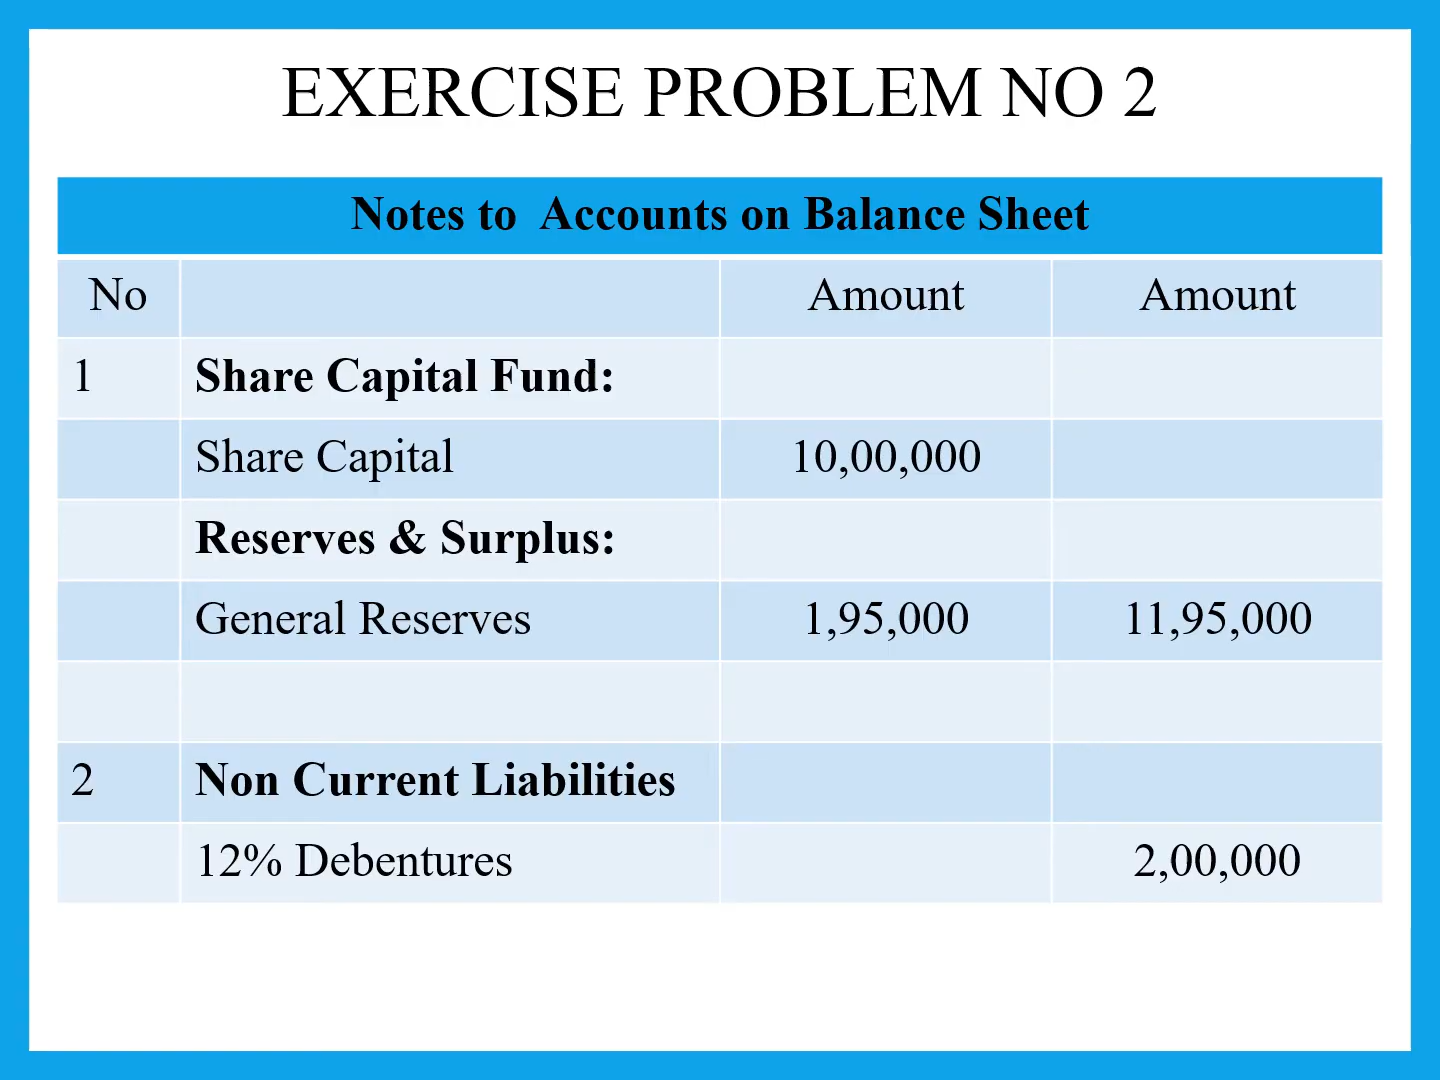 EXERCISE PROBLEM NO 2
Notes to Accounts on Balance Sheet
No Amount Amount
1 Share Capital Fund:
Share Capital 10,00,000
Reserves & Surplus:
General Reserves 1,95,000 11,95,000
2 Non Current Liabilities
12% Debentures 2,00,000